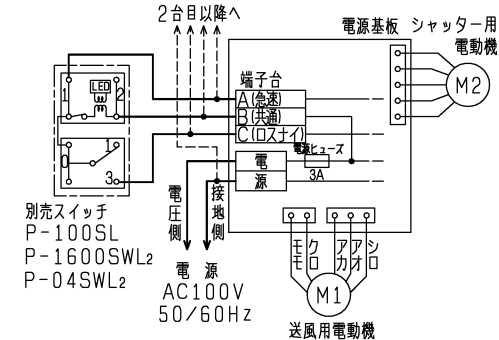 2台目以降へ
電源基板
シャッター用
電動機
M2
端子台
A(急速)
B(共通)
C(ロスナイ)
電
源
電源ヒューズ
3A
LED
1
2
0
1
3
別売スイッチ
P-100SL
P-1600SWL2
P-04SWL2
電圧側
接地側
電源
AC100V
50/60Hz
モモ
クロ
アカ
アオ
シロ
M1
送風用電動機